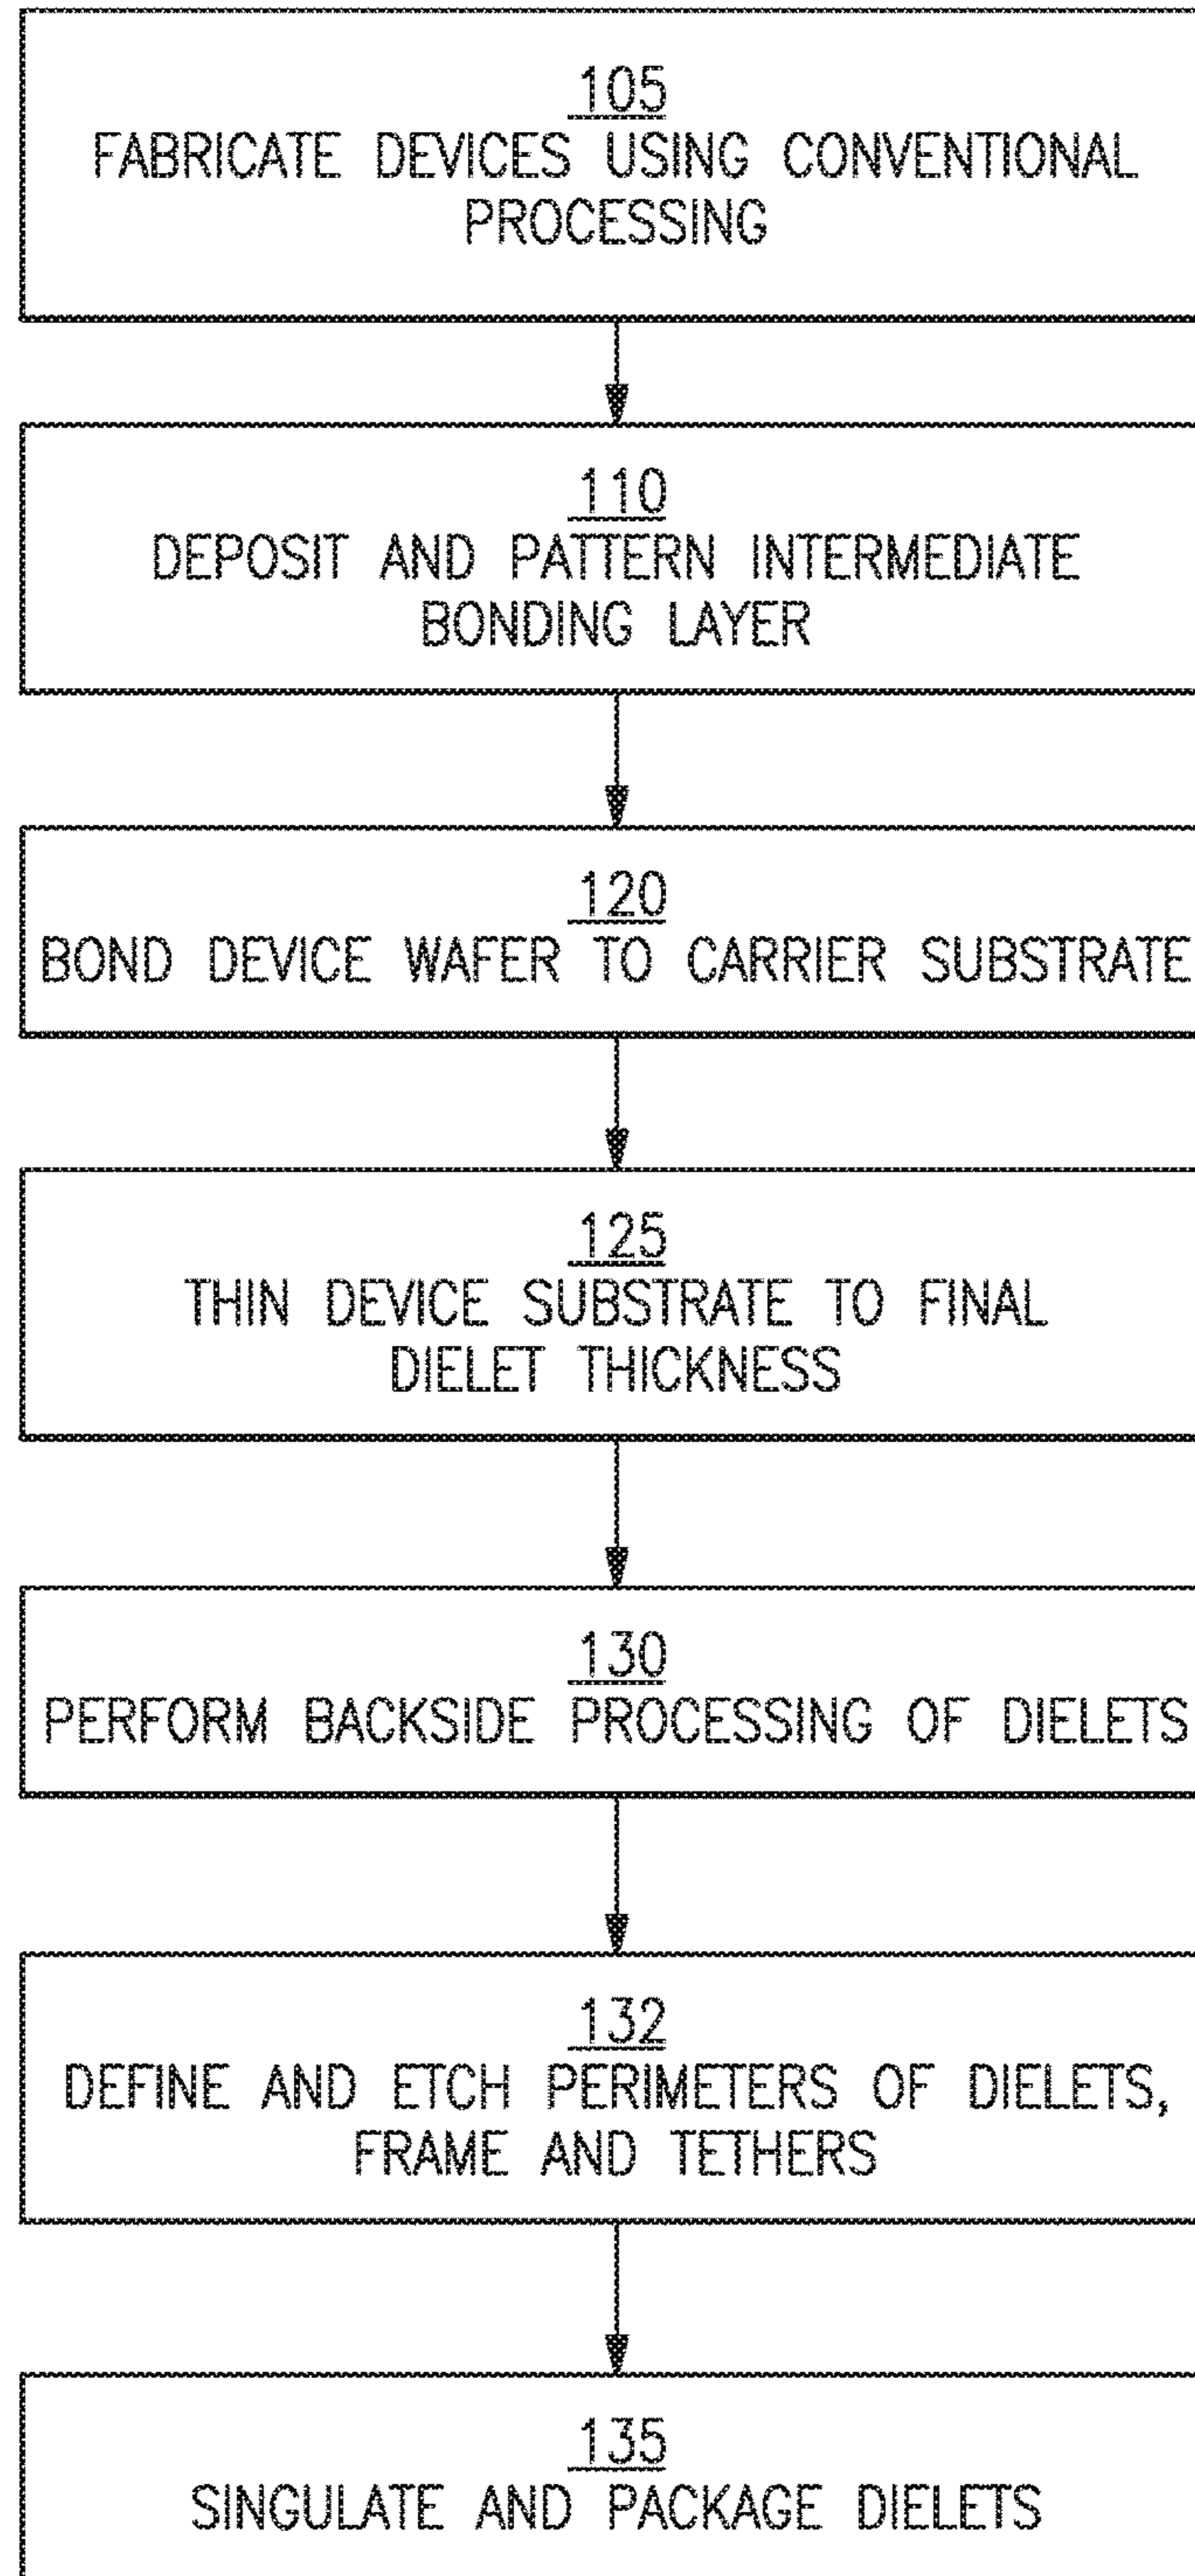 105
FABRICATE DEVICES USING CONVENTIONAL
PROCESSING
110
DEPOSIT AND PATTERN INTERMEDIATE
BONDING LAYER
120
BOND DEVICE WAFER TO CARRIER SUBSTRATE
125
THIN DEVICE SUBSTRATE TO FINAL
DIELET THICKNESS
130
PERFORM BACKSIDE PROCESSING OF DIELETS
132
DEFINE AND ETCH PERIMETERS OF DIELETS,
FRAME AND TETHERS
135
SINGULATE AND PACKAGE DIELETS